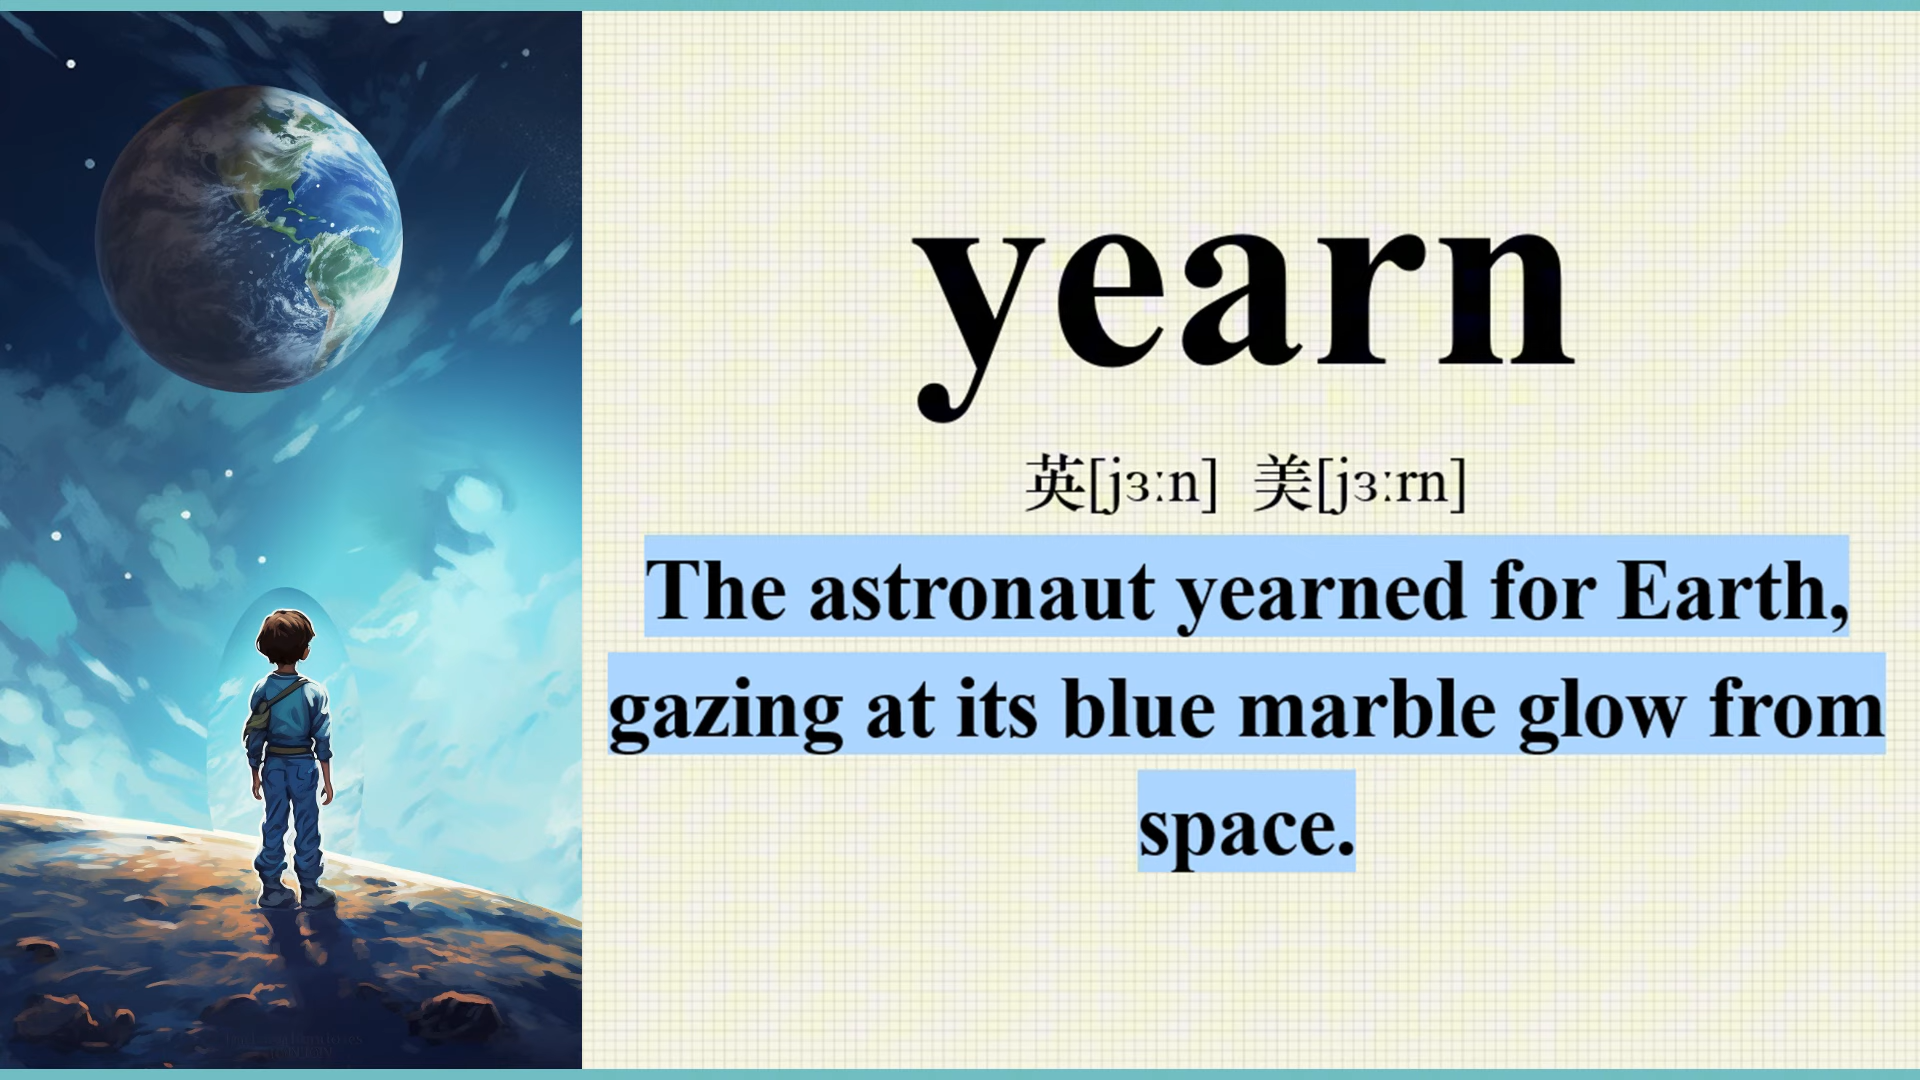 yearn
英[jɜːn] 美[jɜːrn]
The astronaut yearned for Earth,
gazing at its blue marble glow from
space.